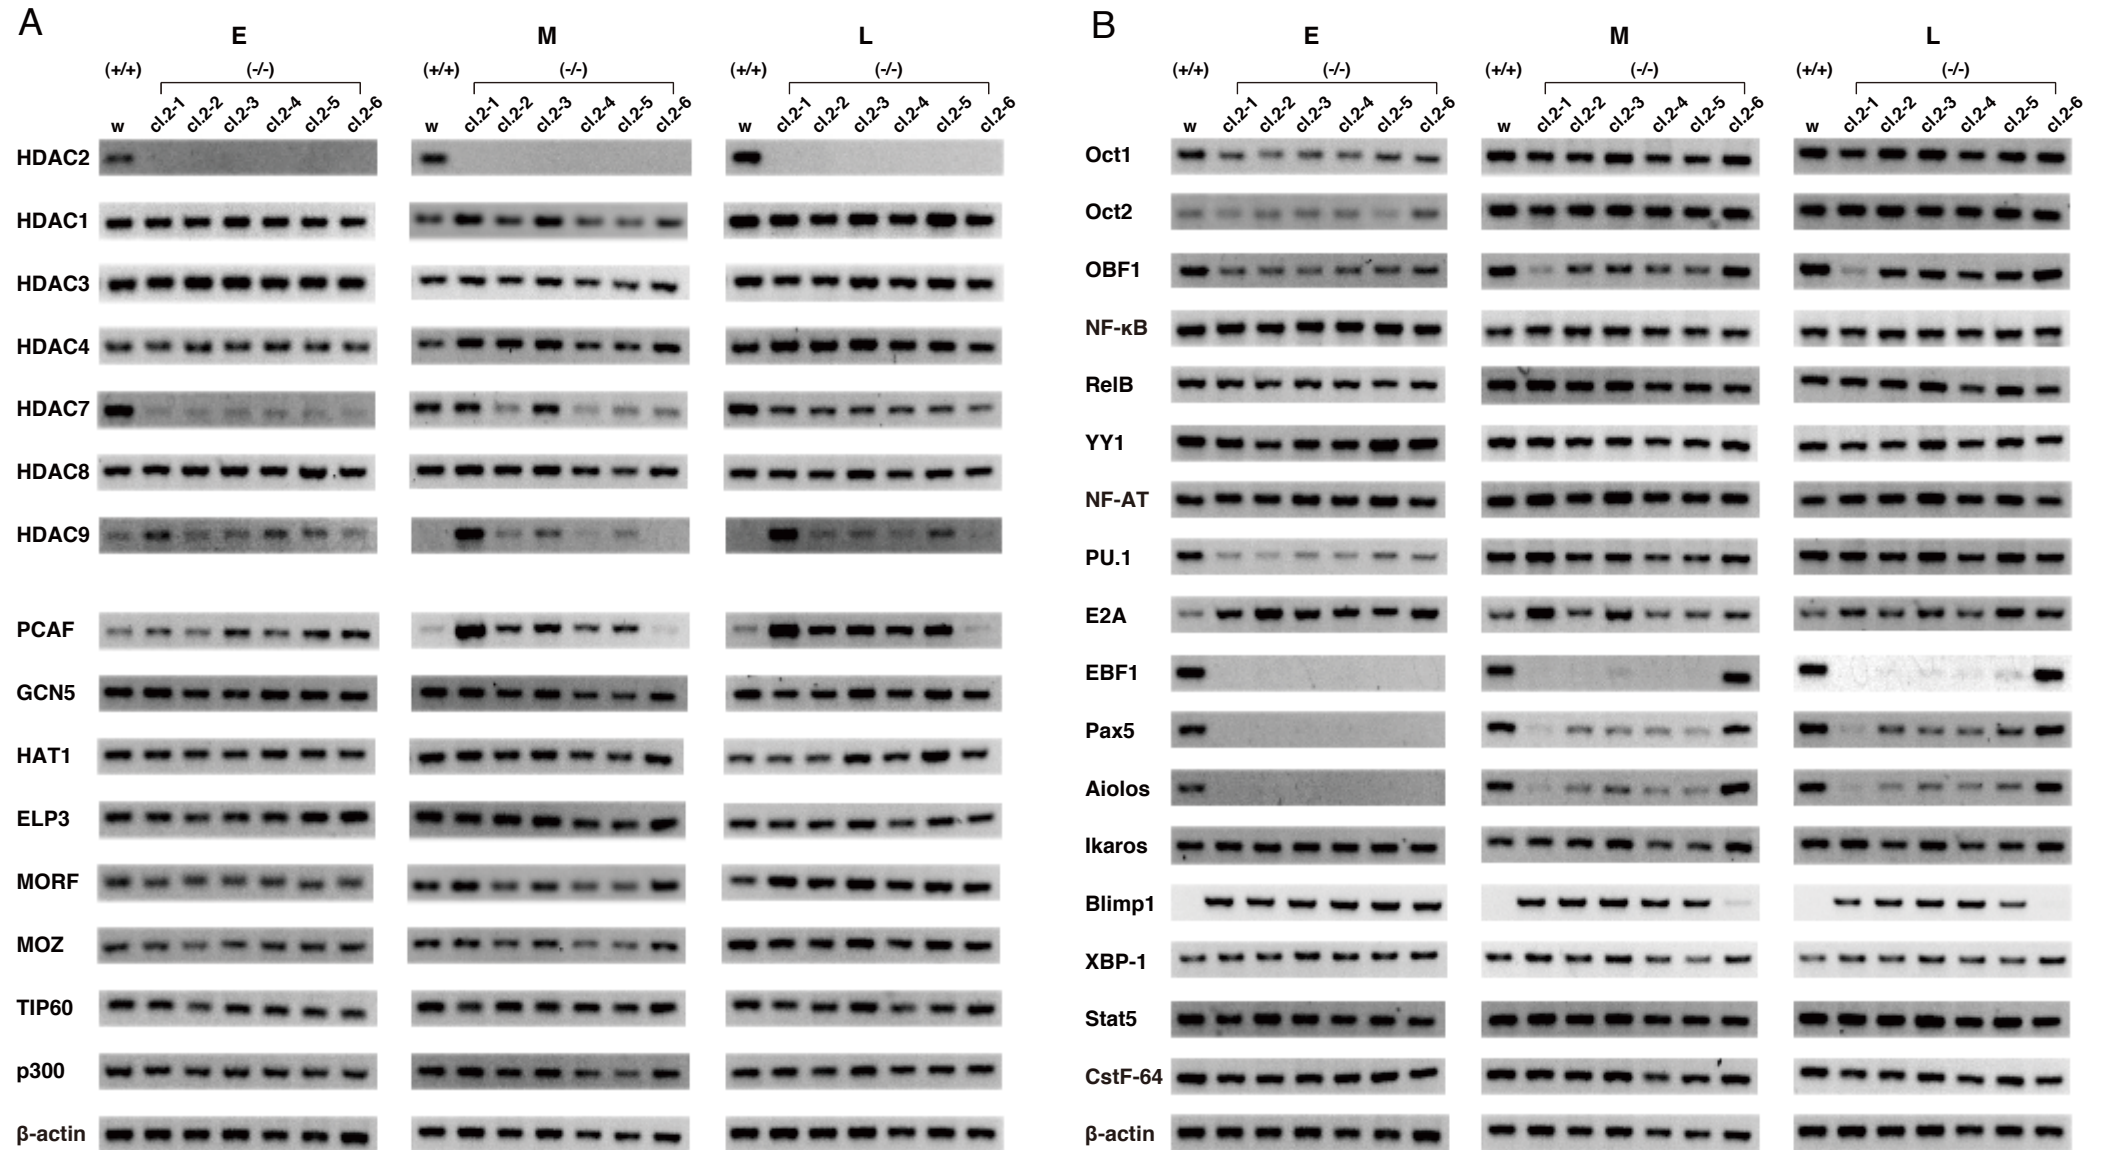 A
E M L
(+/+) (-/-) (+/+) (-/-) (+/+) (-/-)
w cl.2-1 cl.2-2 cl.2-3 cl.2-4 cl.2-5 cl.2-6 w cl.2-1 cl.2-2 cl.2-3 cl.2-4 cl.2-5 cl.2-6 w cl.2-1 cl.2-2 cl.2-3 cl.2-4 cl.2-5 cl.2-6
HDAC2
HDAC1
HDAC3
HDAC4
HDAC7
HDAC8
HDAC9
PCAF
GCN5
HAT1
ELP3
MORF
MOZ
TIP60
p300
β-actin
B
E M L
(+/+) (-/-) (+/+) (-/-) (+/+) (-/-)
w cl.2-1 cl.2-2 cl.2-3 cl.2-4 cl.2-5 cl.2-6 w cl.2-1 cl.2-2 cl.2-3 cl.2-4 cl.2-5 cl.2-6 w cl.2-1 cl.2-2 cl.2-3 cl.2-4 cl.2-5 cl.2-6
Oct1
Oct2
OBF1
NF-κB
RelB
YY1
NF-AT
PU.1
E2A
EBF1
Pax5
Aiolos
Ikaros
Blimp1
XBP-1
Stat5
CstF-64
β-actin